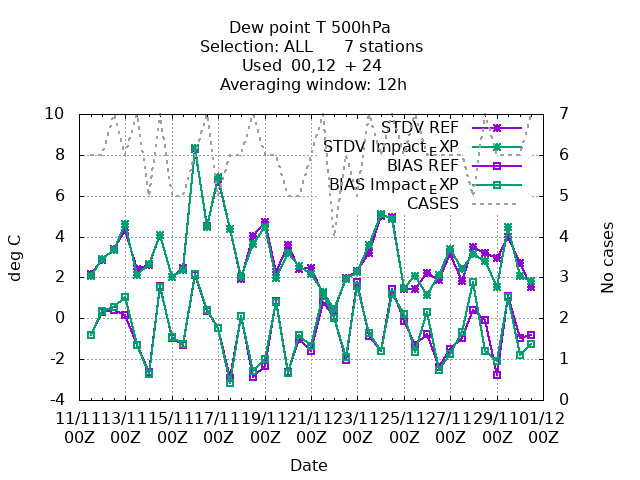 Dew point T 500hPa
Selection: ALL 7 stations
Used 00,12 + 24
Averaging window: 12h
10 7
STDV REF
8 STDV Impact_EXP 6
BIAS REF
6 BIAS Impact_EXP 5
CASES
4 4
deg C
No cases
2 3
0 2
-2 1
-4 0
11/11 13/11 15/11 17/11 19/11 21/11 23/11 25/11 27/11 29/11 01/12
00Z 00Z 00Z 00Z 00Z 00Z 00Z 00Z 00Z 00Z 00Z
Date